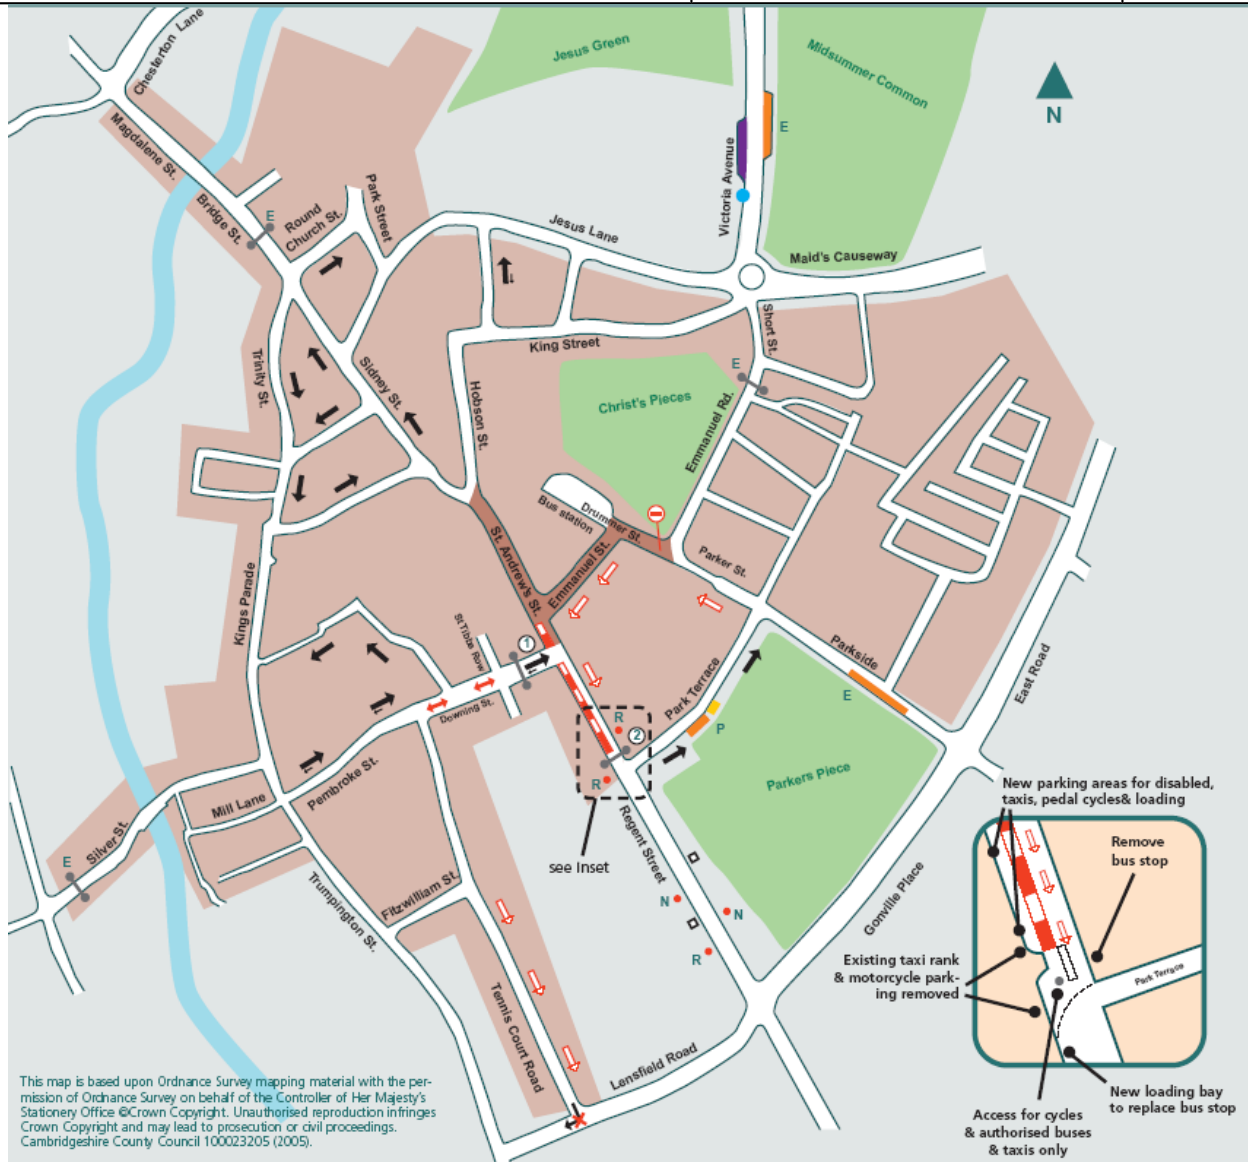 Chesterton Lane
Jesus Green
Midsummer Common
N
E
Magdalene St.
Victoria Avenue
Park Street
Bridge St.
E
Round
Church St.
Jesus Lane
Maid's Causeway
Short St.
King Street
Trinity St.
Sidney St.
E
Hobson St.
Christ's Pieces
Emmanuel Rd.
Bus station
Drummer St.
St. Andrew's St.
Emmanuel St.
Parker St.
Kings Parade
St Tibbs Row
1
Parkside
East Road
Park Terrace
E
Downing St.
R
2
P
Pembroke St.
Parkers Piece
R
Mill Lane
Silver St.
E
see Inset
Regent Street
Trumpington St.
Fitzwilliam St.
N
N
R
Gonville Place
Tennis Court Road
Lensfield Road
New parking areas for disabled,
taxis, pedal cycles& loading
Remove
bus stop
Existing taxi rank
& motorcycle park-
ing removed
Park Terrace
New loading bay
to replace bus stop
Access for cycles
& authorised buses
& taxis only
This map is based upon Ordnance Survey mapping material with the per-
mission of Ordnance Survey on behalf of the Controller of Her Majesty's
Stationery Office ©Crown Copyright. Unauthorised reproduction infringes
Crown Copyright and may lead to prosecution or civil proceedings.
Cambridgeshire County Council 100023205 (2005).